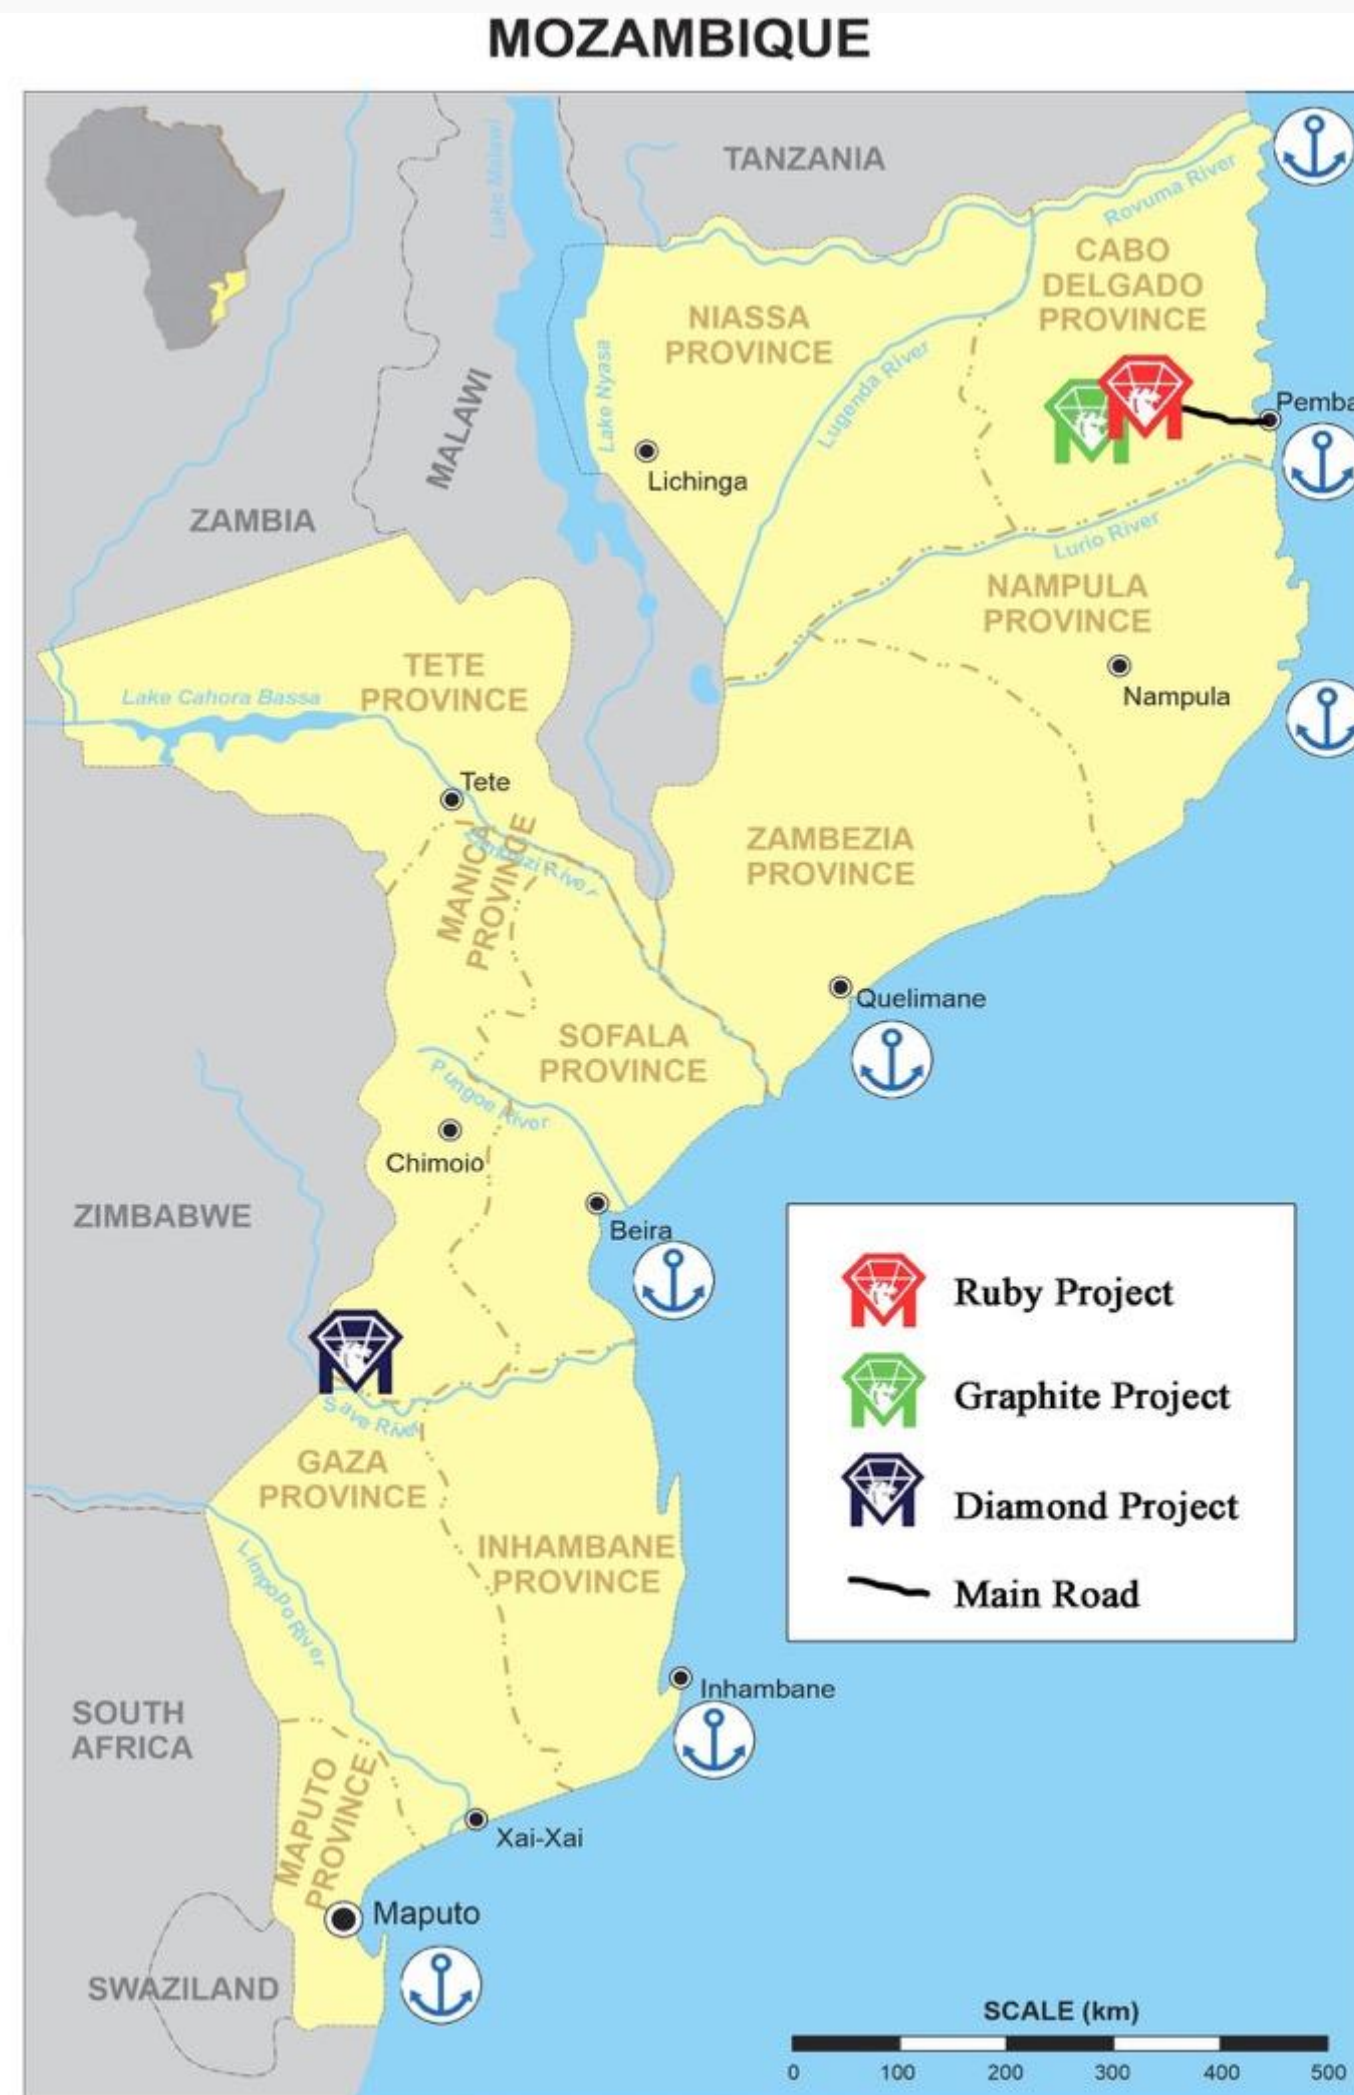 MOZAMBIQUE
TANZANIA
Lake Malawi
Rovuma River
CABO
DELGADO
PROVINCE
NIASSA
PROVINCE
Lugenda River
Lake Nyasa
MALAWI
Pemba
Lichinga
ZAMBIA
Lurio River
NAMPULA
PROVINCE
Nampula
TETE
PROVINCE
Lake Cahora Bassa
Tete
Zambezi River
MANICA
PROVINCE
ZAMBEZIA
PROVINCE
Quelimane
SOFALA
PROVINCE
Pungoe River
Chimoio
Beira
ZIMBABWE
Save River
GAZA
PROVINCE
INHAMBANE
PROVINCE
Limpopo River
Inhambane
SOUTH
AFRICA
MAPUTO
PROVINCE
Xai-Xai
Maputo
SWAZILAND
Ruby Project
Graphite Project
Diamond Project
Main Road
SCALE (km)
0 100 200 300 400 500